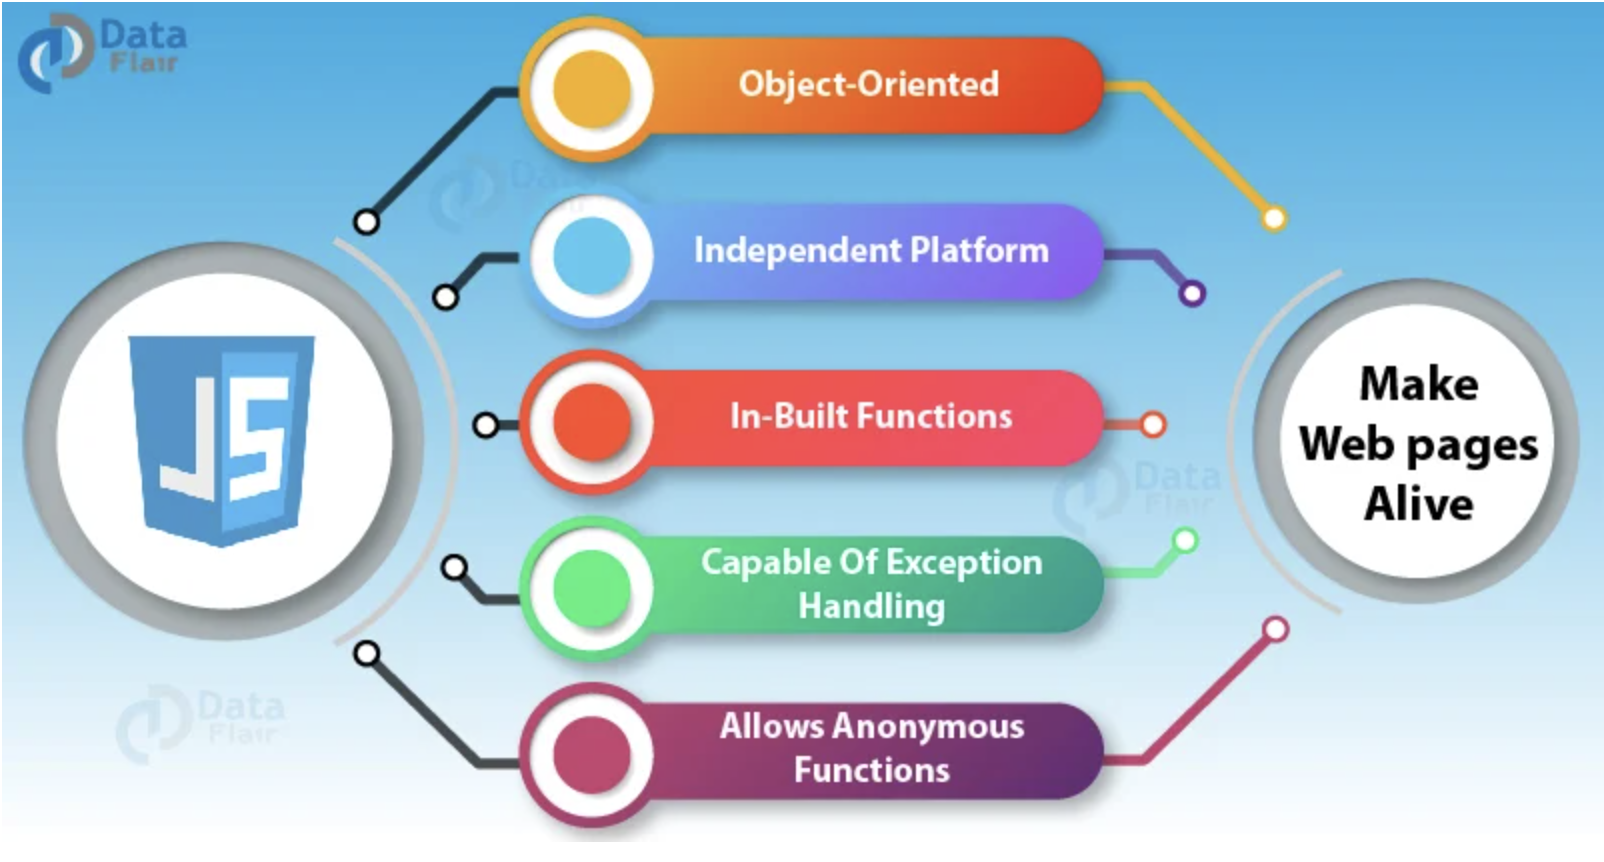 Data
Flair
Object-Oriented
Independent Platform
In-Built Functions
Capable Of Exception
Handling
Allows Anonymous
Functions
JS
Make
Web pages
Alive
Data
Flair
Data
Flair
Data
Flair